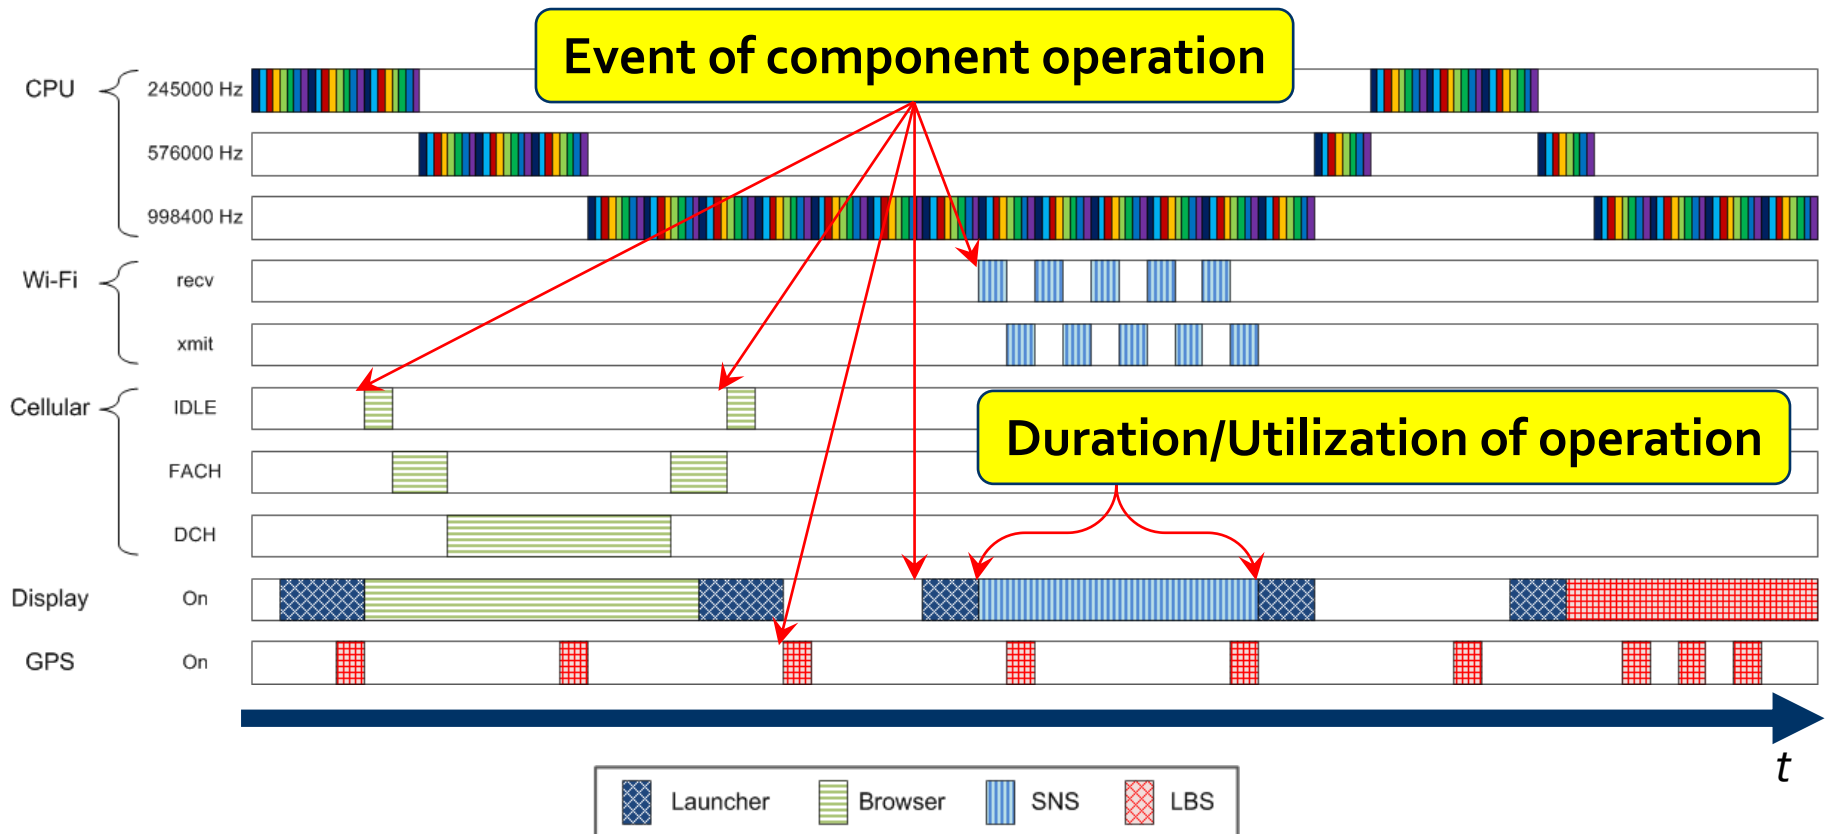 Event of component operation
CPU
245000 Hz
576000 Hz
998400 Hz
Wi-Fi
recv
xmit
Cellular
IDLE
FACH
DCH
Duration/Utilization of operation
Display
On
GPS
On
t
Launcher
Browser
SNS
LBS